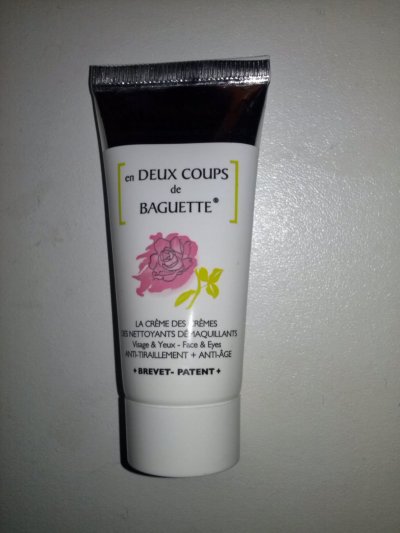 en DEUX COUPS
de
BAGUETTE®
LA CRÈME DES CRÈMES
DES NETTOYANTS DÉMAQUILLANTS
Visage & Yeux - Face & Eyes
ANTI-TIRAILLEMENT + ANTI-ÂGE
+ BREVET- PATENT +